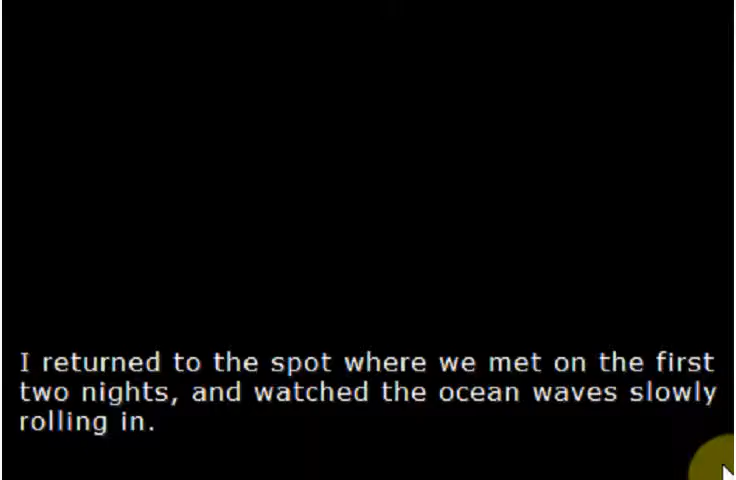 I returned to the spot where we met on the first
two nights, and watched the ocean waves slowly
rolling in.